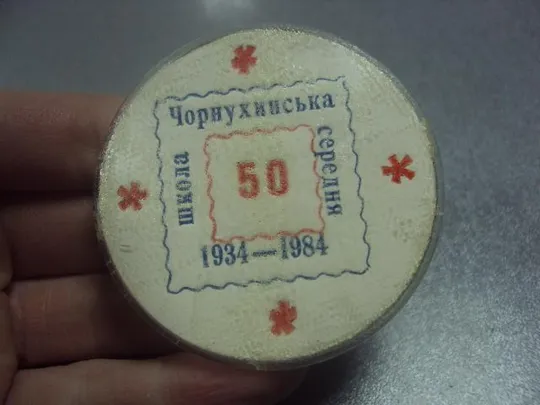 Чорнухинська
середня
школа
50
1934—1984